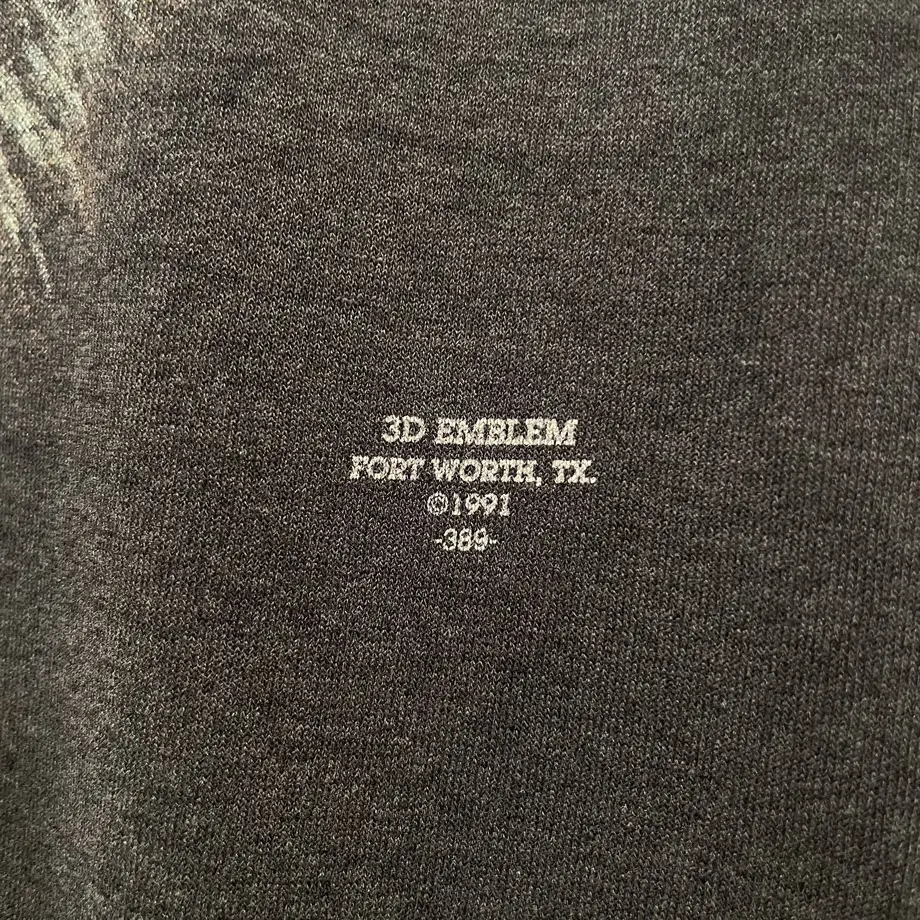 3D EMBLEM
FORT WORTH, TX.
©1991
-389-